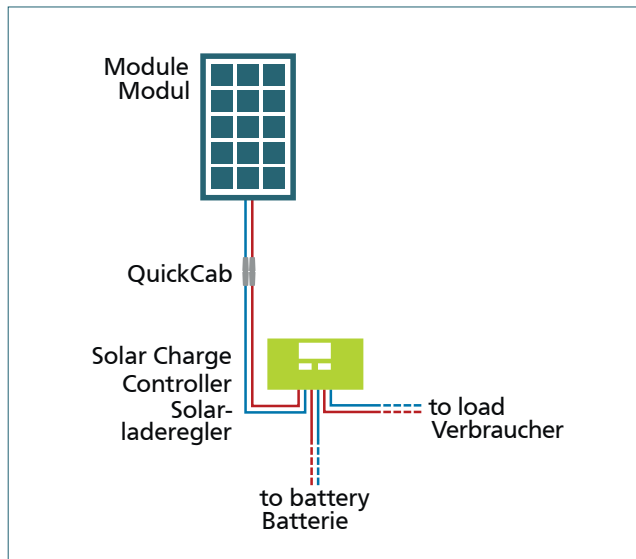 Module
Modul
QuickCab
Solar Charge
Controller
Solar-
laderegler
to load
Verbraucher
to battery
Batterie